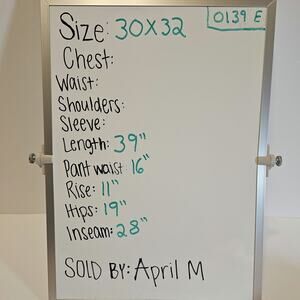 0139 E
Size: 30X32
Chest:
Waist:
Shoulders:
Sleeve:
Length: 39"
Pant waist 16"
Rise: 11"
Hips: 19"
Inseam: 28"
SOLD BY: April M